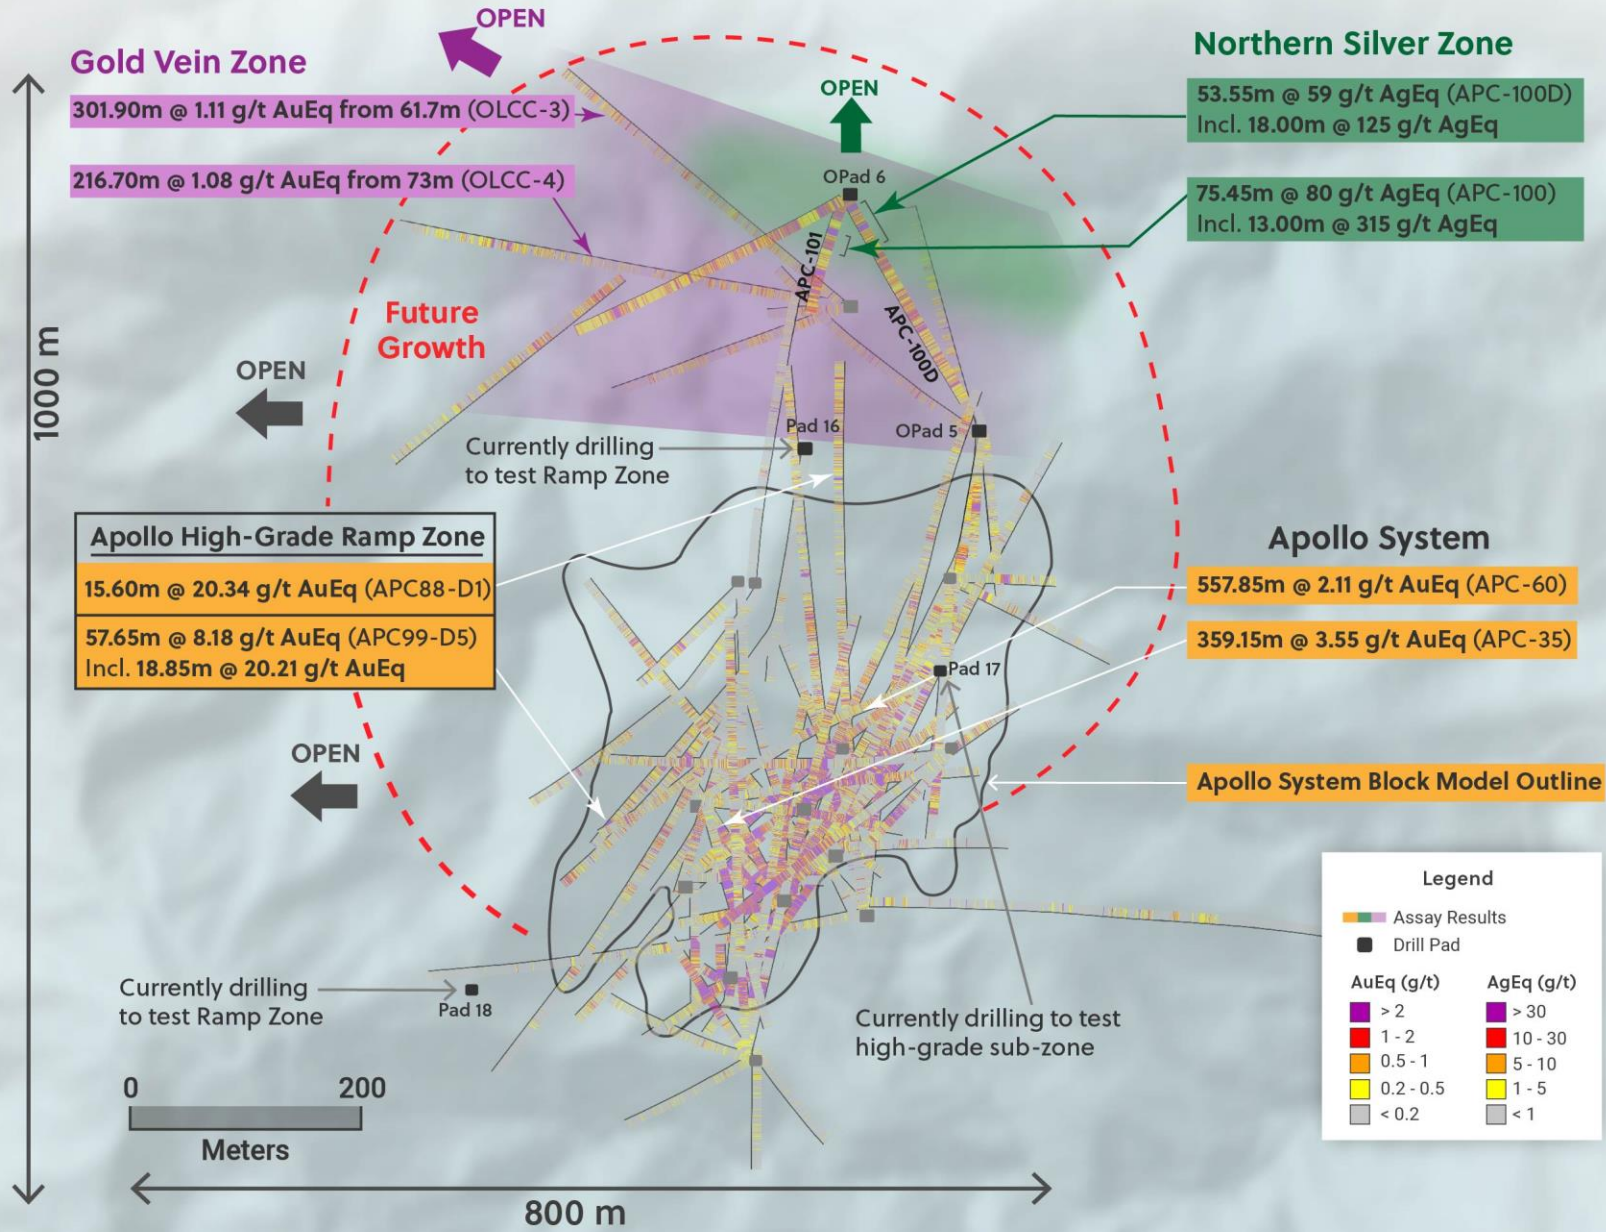 OPEN
Gold Vein Zone
301.90m @ 1.11 g/t AuEq from 61.7m (OLCC-3)
216.70m @ 1.08 g/t AuEq from 73m (OLCC-4)
OPEN
Northern Silver Zone
53.55m @ 59 g/t AgEq (APC-100D)
Incl. 18.00m @ 125 g/t AgEq
75.45m @ 80 g/t AgEq (APC-100)
Incl. 13.00m @ 315 g/t AgEq
OPad 6
APC-101
APC-100D
Future
Growth
OPEN
1000 m
Pad 16
OPad 5
Currently drilling
to test Ramp Zone
Apollo High-Grade Ramp Zone
15.60m @ 20.34 g/t AuEq (APC88-D1)
57.65m @ 8.18 g/t AuEq (APC99-D5)
Incl. 18.85m @ 20.21 g/t AuEq
Apollo System
557.85m @ 2.11 g/t AuEq (APC-60)
359.15m @ 3.55 g/t AuEq (APC-35)
Pad 17
OPEN
Apollo System Block Model Outline
Currently drilling
to test Ramp Zone
Pad 18
Currently drilling to test
high-grade sub-zone
0 200
Meters
800 m
Legend
Assay Results
Drill Pad
AuEq (g/t) AgEq (g/t)
> 2 > 30
1 - 2 10 - 30
0.5 - 1 5 - 10
0.2 - 0.5 1 - 5
< 0.2 < 1